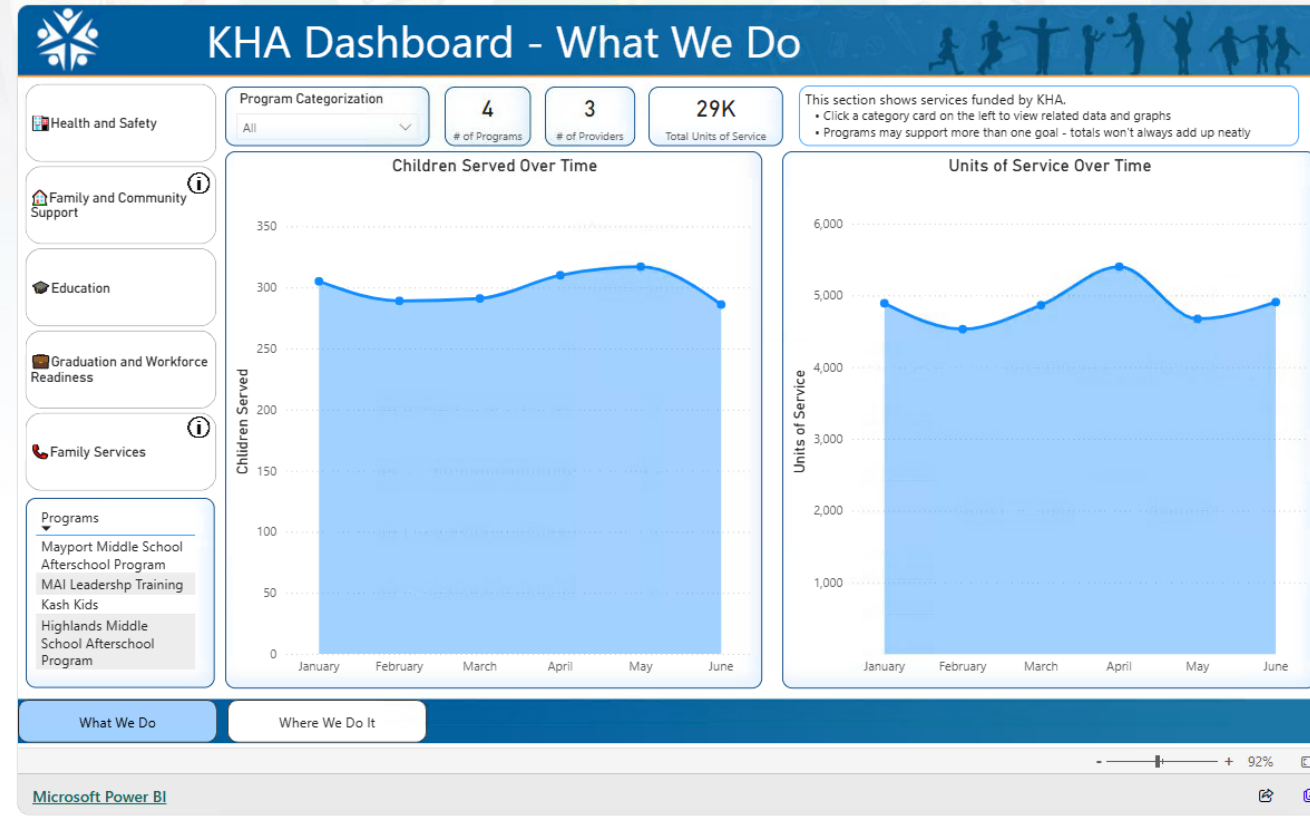 KHA Dashboard - What We Do
Health and Safety
Family and Community
Support
Education
Graduation and Workforce
Readiness
Family Services
Programs
Mayport Middle School
Afterschool Program
MAI Leadershp Training
Kash Kids
Highlands Middle
School Afterschool
Program
Program Categorization
All
4
# of Programs
3
# of Providers
29K
Total Units of Service
This section shows services funded by KHA.
• Click a category card on the left to view related data and graphs
• Programs may support more than one goal - totals won't always add up neatly
Children Served Over Time
Children Served
350
300
250
200
150
100
50
0
January February March April May June
Units of Service Over Time
Units of Service
6,000
5,000
4,000
3,000
2,000
1,000
January February March April May June
What We Do
Where We Do It
- + 92%
Microsoft Power BI